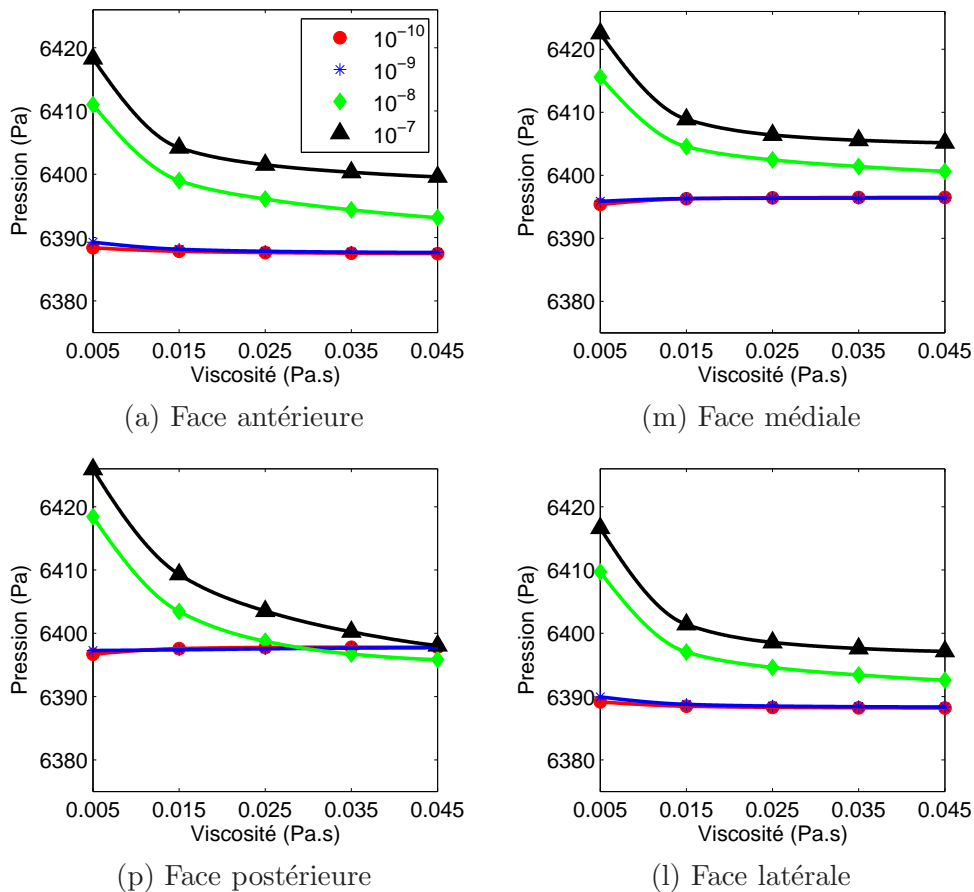 6420
6410
6400
6390
6380
Pression (Pa)
10⁻¹⁰
10⁻⁹
10⁻⁸
10⁻⁷
0.005 0.015 0.025 0.035 0.045
Viscosité (Pa.s)
(a) Face antérieure
6420
6410
6400
6390
6380
Pression (Pa)
0.005 0.015 0.025 0.035 0.045
Viscosité (Pa.s)
(m) Face médiale
6420
6410
6400
6390
6380
Pression (Pa)
0.005 0.015 0.025 0.035 0.045
Viscosité (Pa.s)
(p) Face postérieure
6420
6410
6400
6390
6380
Pression (Pa)
0.005 0.015 0.025 0.035 0.045
Viscosité (Pa.s)
(l) Face latérale